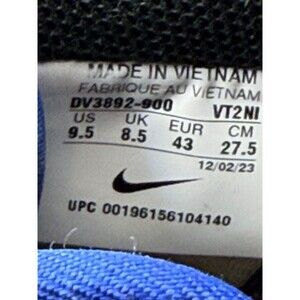 MADE IN VIETNAM
FABRIQUE AU VIETNAM
DV3892-900 VT2NI
US UK EUR CM
9.5 8.5 43 27.5
12/02/23
UPC 00196156104140